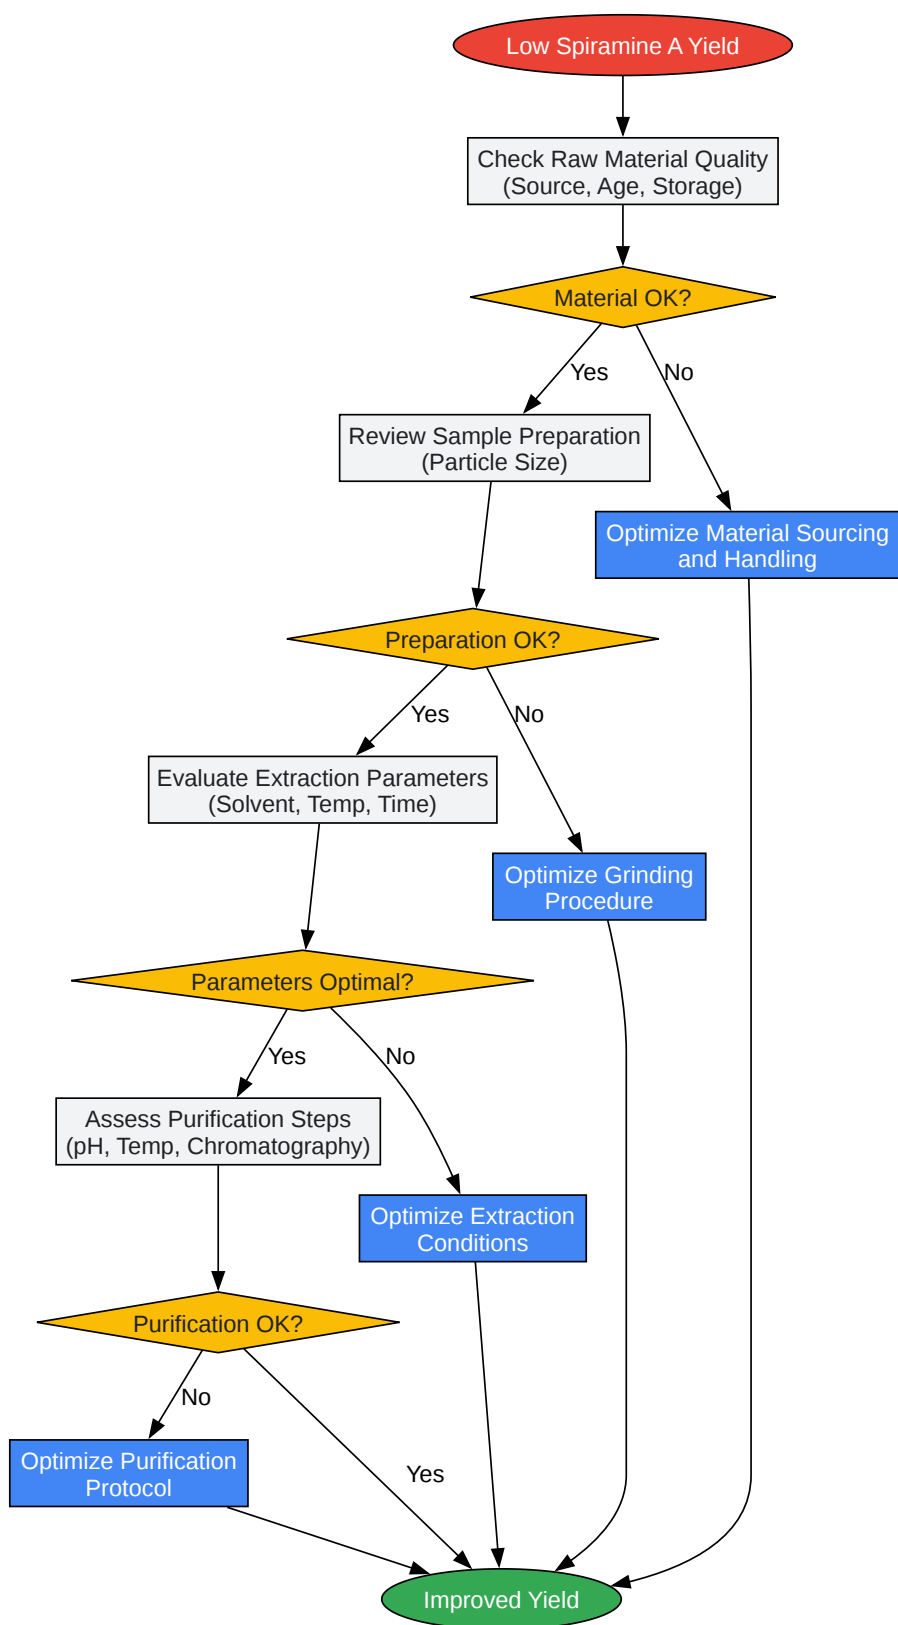 Low Spiramine A Yield
Check Raw Material Quality
(Source, Age, Storage)
Material OK?
Yes
No
Review Sample Preparation
(Particle Size)
Optimize Material Sourcing
and Handling
Preparation OK?
Yes
No
Evaluate Extraction Parameters
(Solvent, Temp, Time)
Optimize Grinding
Procedure
Parameters Optimal?
Yes
No
Assess Purification Steps
(pH, Temp, Chromatography)
Optimize Extraction
Conditions
Purification OK?
No
Yes
Optimize Purification
Protocol
Improved Yield